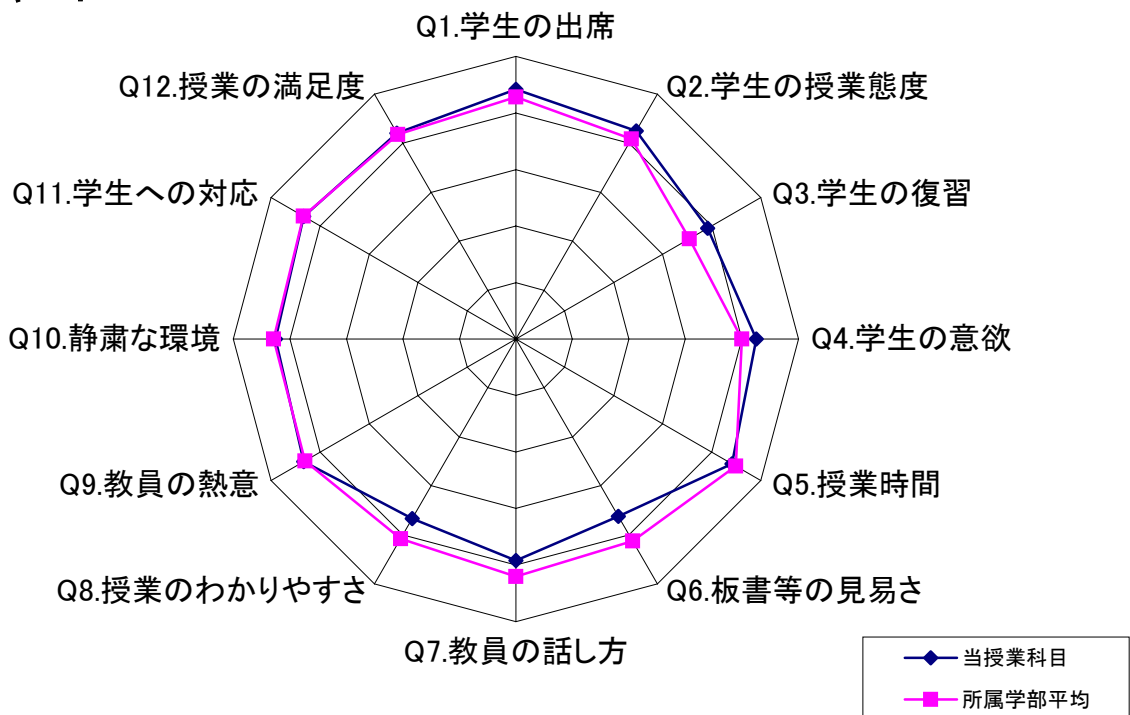 Q1.学生の出席
Q2.学生の授業態度
Q3.学生の復習
Q4.学生の意欲
Q5.授業時間
Q6.板書等の見易さ
Q7.教員の話し方
Q8.授業のわかりやすさ
Q9.教員の熱意
Q10.静粛な環境
Q11.学生への対応
Q12.授業の満足度
当授業科目
所属学部平均